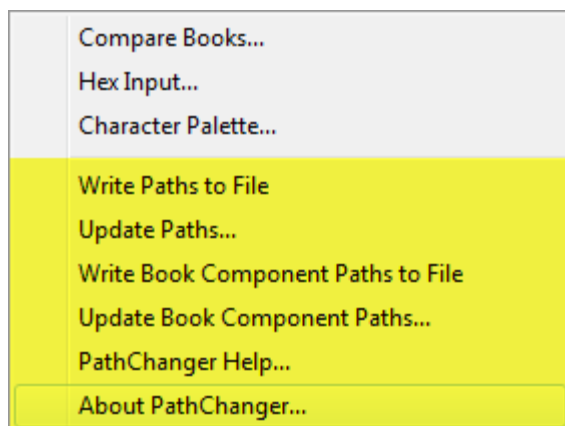 Compare Books...
Hex Input...
Character Palette...
Write Paths to File
Update Paths...
Write Book Component Paths to File
Update Book Component Paths...
PathChanger Help...
About PathChanger...